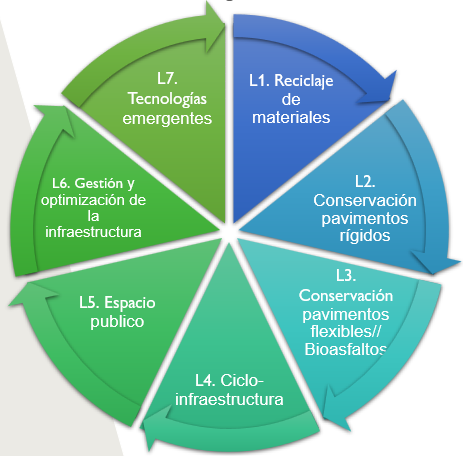 L1. Reciclaje
de
materiales
L2.
Conservación
pavimentos
rígidos
L3.
Conservación
pavimentos
flexibles//
Bioasfaltos
L4. Ciclo-
infraestructura
L5. Espacio
publico
L6. Gestión y
optimización de
la
infraestructura
L7.
Tecnologías
emergentes